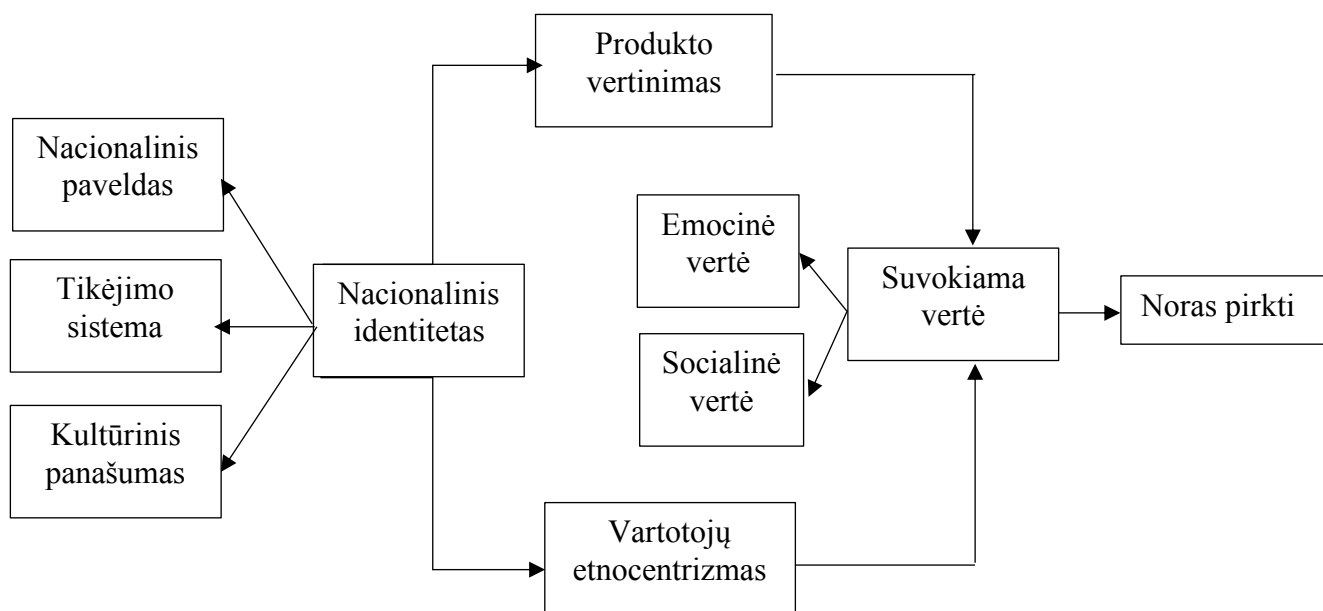 Produkto
vertinimas
Nacionalinis
paveldas
Tikėjimo
sistema
Kultūrinis
panašumas
Nacionalinis
identitetas
Emocinė
vertė
Socialinė
vertė
Suvokiama
vertė
Noras pirkti
Vartotojų
etnocentrizmas